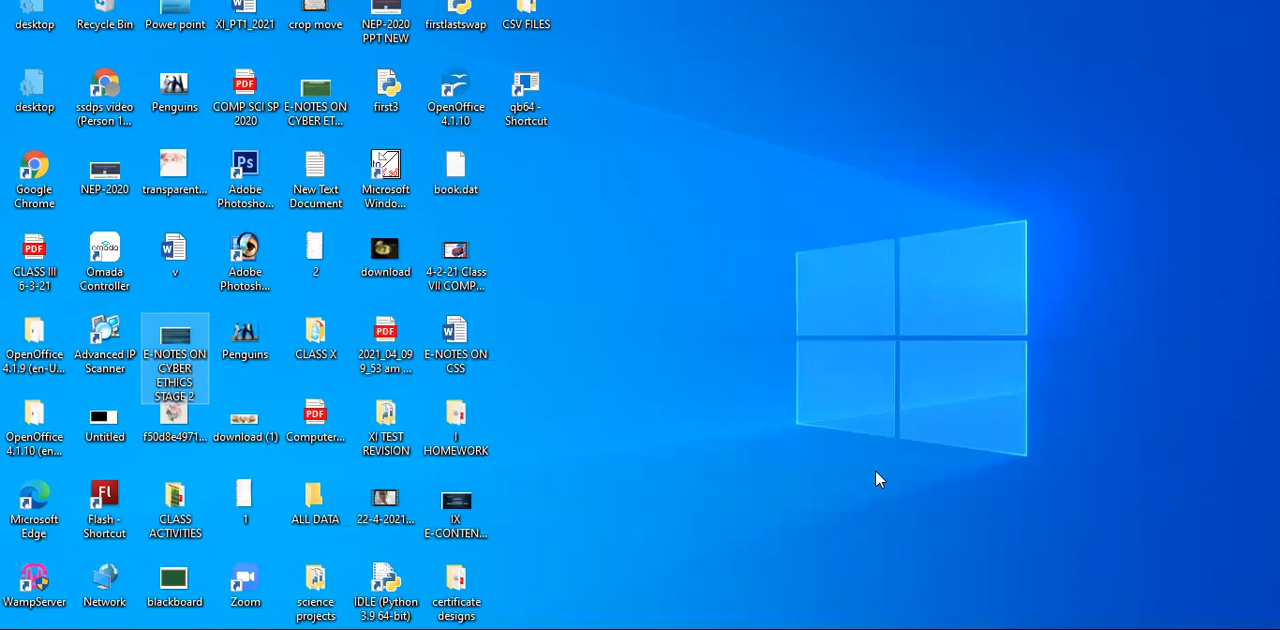 desktop
Recycle Bin
Power point
XI_PT1_2021
crop move
NEP-2020
PPT NEW
firstlastswap
CSV FILES
desktop
ssdps video
(Person 1...
Penguins
COMP SCI SP
2020
E-NOTES ON
CYBER ET...
first3
OpenOffice
4.1.10
qb64 -
Shortcut
Google
Chrome
NEP-2020
transparent...
Adobe
Photosho...
New Text
Document
Microsoft
Windo...
book.dat
CLASS III
6-3-21
Omada
Controller
v
Adobe
Photosh...
2
download
4-2-21 Class
VII COMP...
OpenOffice
4.1.9 (en-U...
Advanced IP
Scanner
E-NOTES ON
CYBER
ETHICS
STAGE 2
Penguins
CLASS X
2021_04_09
9_53 am ...
E-NOTES ON
CSS
OpenOffice
4.1.10 (en...
Untitled
f50d8e4971...
download (1)
Computer...
XI TEST
REVISION
I
HOMEWORK
Microsoft
Edge
Flash -
Shortcut
CLASS
ACTIVITIES
1
ALL DATA
22-4-2021...
IX
E-CONTEN...
WampServer
Network
blackboard
Zoom
science
projects
IDLE (Python
3.9 64-bit)
certificate
designs